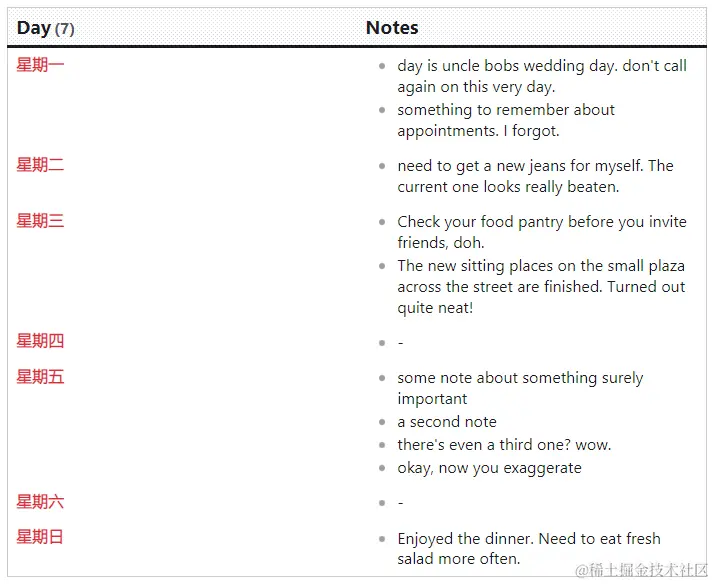 Day (7) Notes
星期一 day is uncle bobs wedding day. don't call
again on this very day.
something to remember about
appointments. I forgot.
星期二 need to get a new jeans for myself. The
current one looks really beaten.
星期三 Check your food pantry before you invite
friends, doh.
The new sitting places on the small plaza
across the street are finished. Turned out
quite neat!
星期四 -
星期五 some note about something surely
important
a second note
there's even a third one? wow.
okay, now you exaggerate
星期六 -
星期日 Enjoyed the dinner. Need to eat fresh
salad more often.
@稀土掘金技术社区